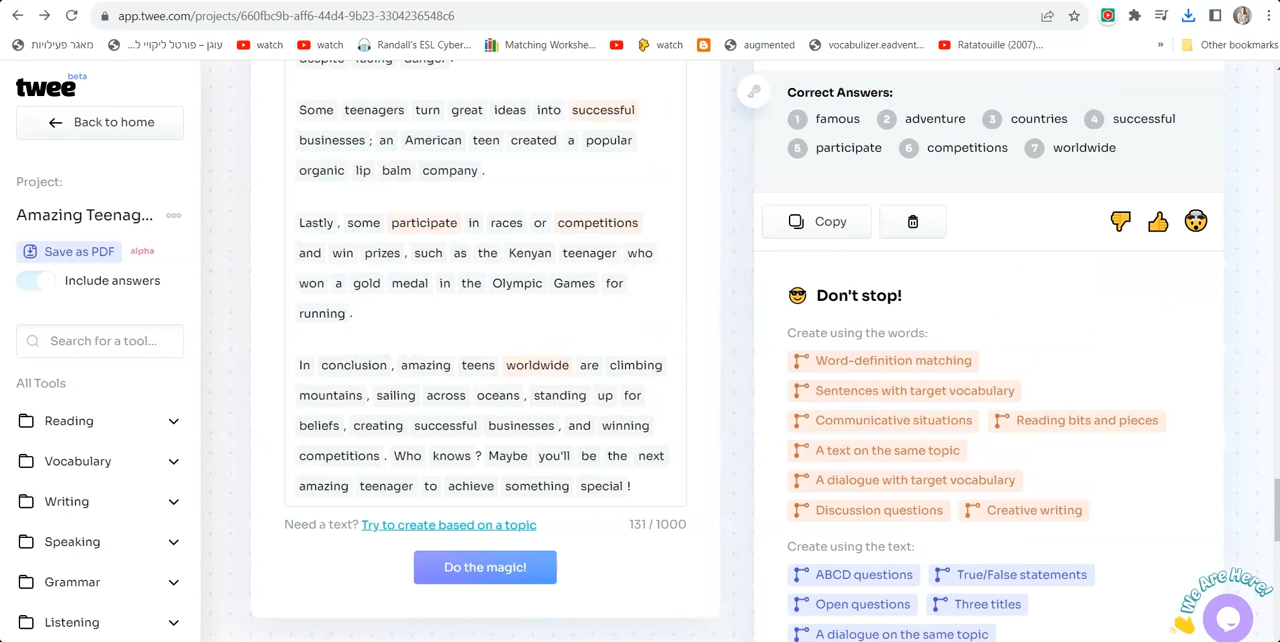 app.twee.com/projects/660fbc9b-aff6-44d4-9b23-3304236548c6
מאגר פעילויות
עוגן – פורטל ליקויי ל...
watch
watch
Randall's ESL Cyber...
Matching Workshe...
watch
augmented
vocabulizer.eadvent...
Ratatouille (2007)...
»
Other bookmarks
twee beta
Back to home
Project:
Amazing Teenag...
Save as PDF alpha
Include answers
Search for a tool...
All Tools
Reading
Vocabulary
Writing
Speaking
Grammar
Listening
despite facing danger .
Some teenagers turn great ideas into successful
businesses ; an American teen created a popular
organic lip balm company .
Lastly , some participate in races or competitions
and win prizes , such as the Kenyan teenager who
won a gold medal in the Olympic Games for
running .
In conclusion , amazing teens worldwide are climbing
mountains , sailing across oceans , standing up for
beliefs , creating successful businesses , and winning
competitions . Who knows ? Maybe you'll be the next
amazing teenager to achieve something special !
Need a text? Try to create based on a topic 131 / 1000
Do the magic!
Correct Answers:
1 famous 2 adventure 3 countries 4 successful
5 participate 6 competitions 7 worldwide
Copy
Don't stop!
Create using the words:
Word-definition matching
Sentences with target vocabulary
Communicative situations Reading bits and pieces
A text on the same topic
A dialogue with target vocabulary
Discussion questions Creative writing
Create using the text:
ABCD questions True/False statements
Open questions Three titles
A dialogue on the same topic
We Are Here!